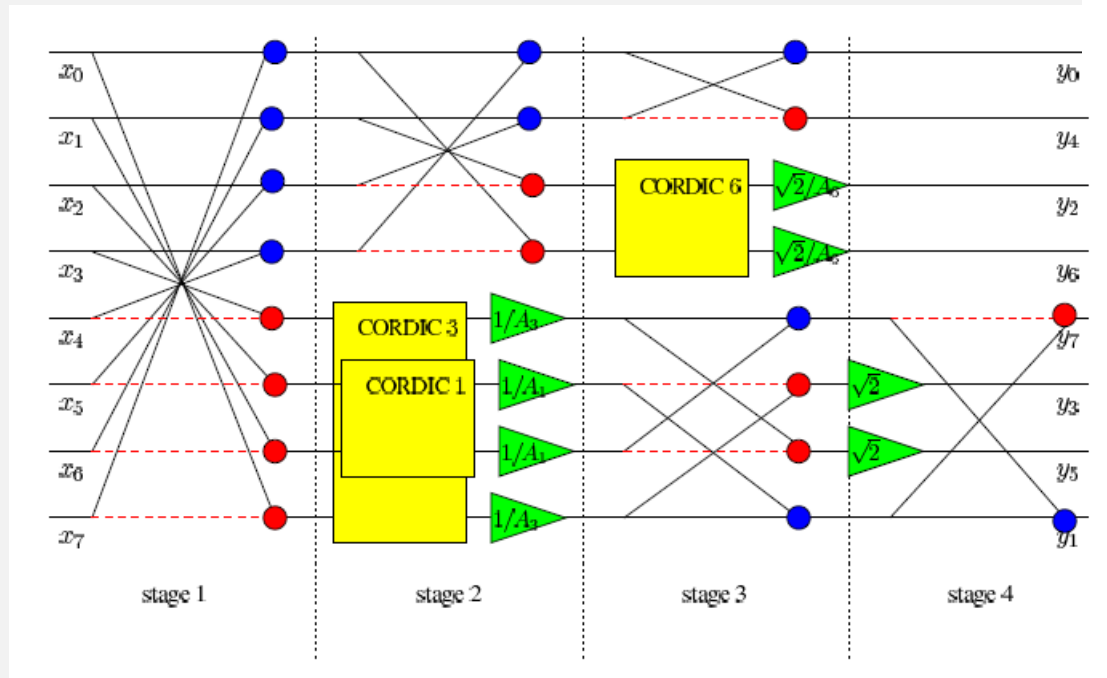 x₀
y₀
x₁
y₄
CORDIC 6
√2/A₆
x₂
y₂
√2/A₆
x₃
y₆
CORDIC 3
1/A₃
x₄
y₇
CORDIC 1
1/A₁
√2
x₅
y₃
1/A₁
√2
x₆
y₅
1/A₃
x₇
y₁
stage 1
stage 2
stage 3
stage 4